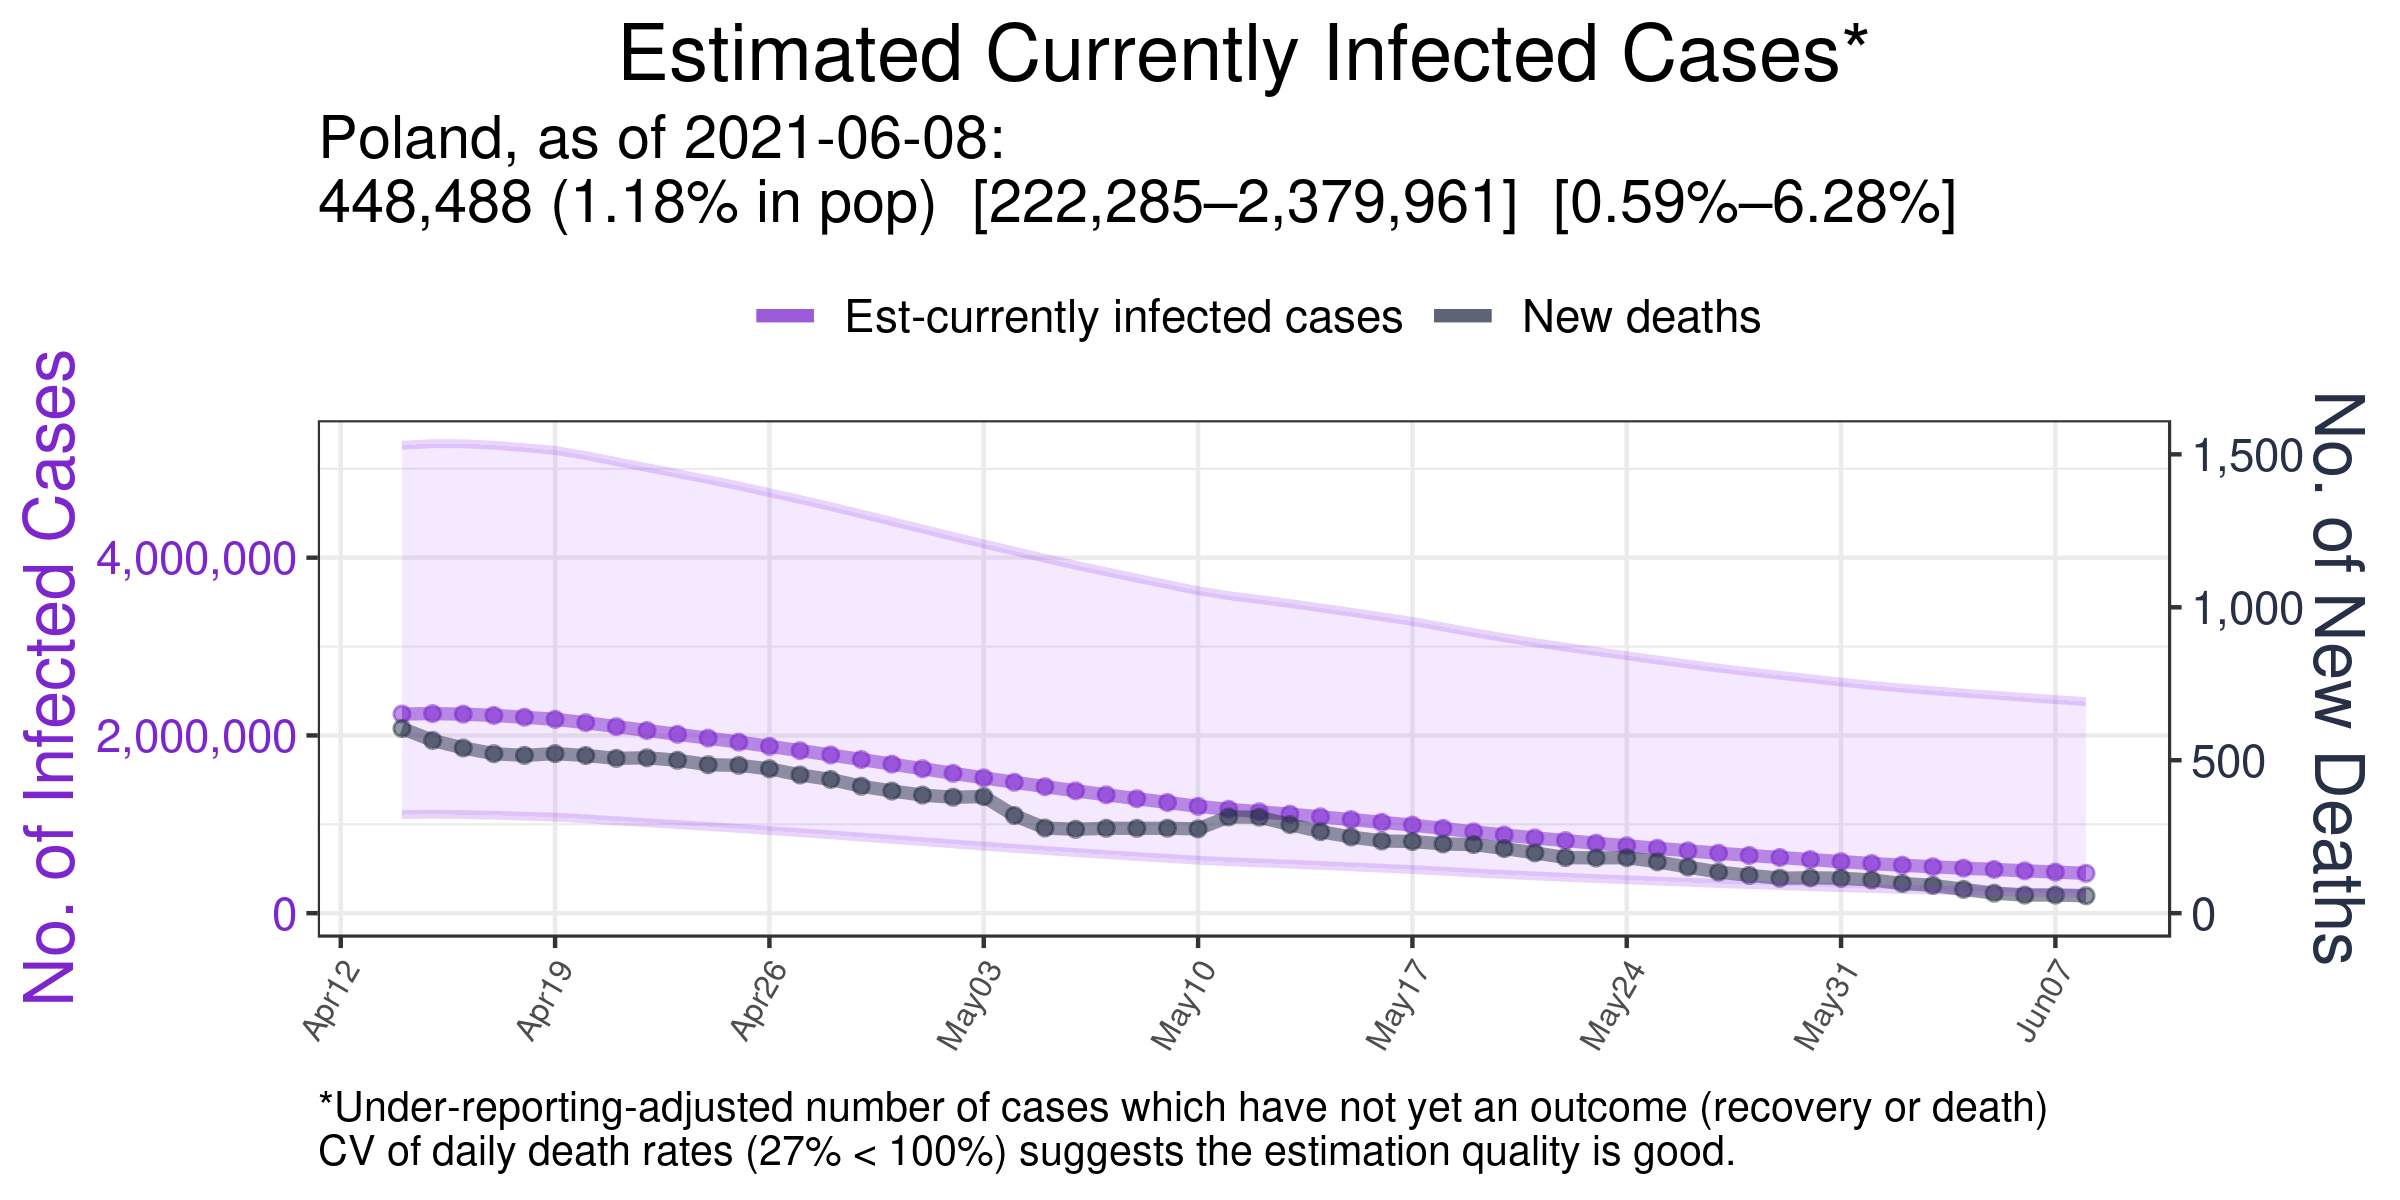 Estimated Currently Infected Cases*
Poland, as of 2021-06-08:
448,488 (1.18% in pop)  [222,285–2,379,961]  [0.59%–6.28%]
Est-currently infected cases
New deaths
No. of Infected Cases
4,000,000
2,000,000
0
1,500
1,000
500
0
No. of New Deaths
Apr12
Apr19
Apr26
May03
May10
May17
May24
May31
Jun07
*Under-reporting-adjusted number of cases which have not yet an outcome (recovery or death)
CV of daily death rates (27% < 100%) suggests the estimation quality is good.